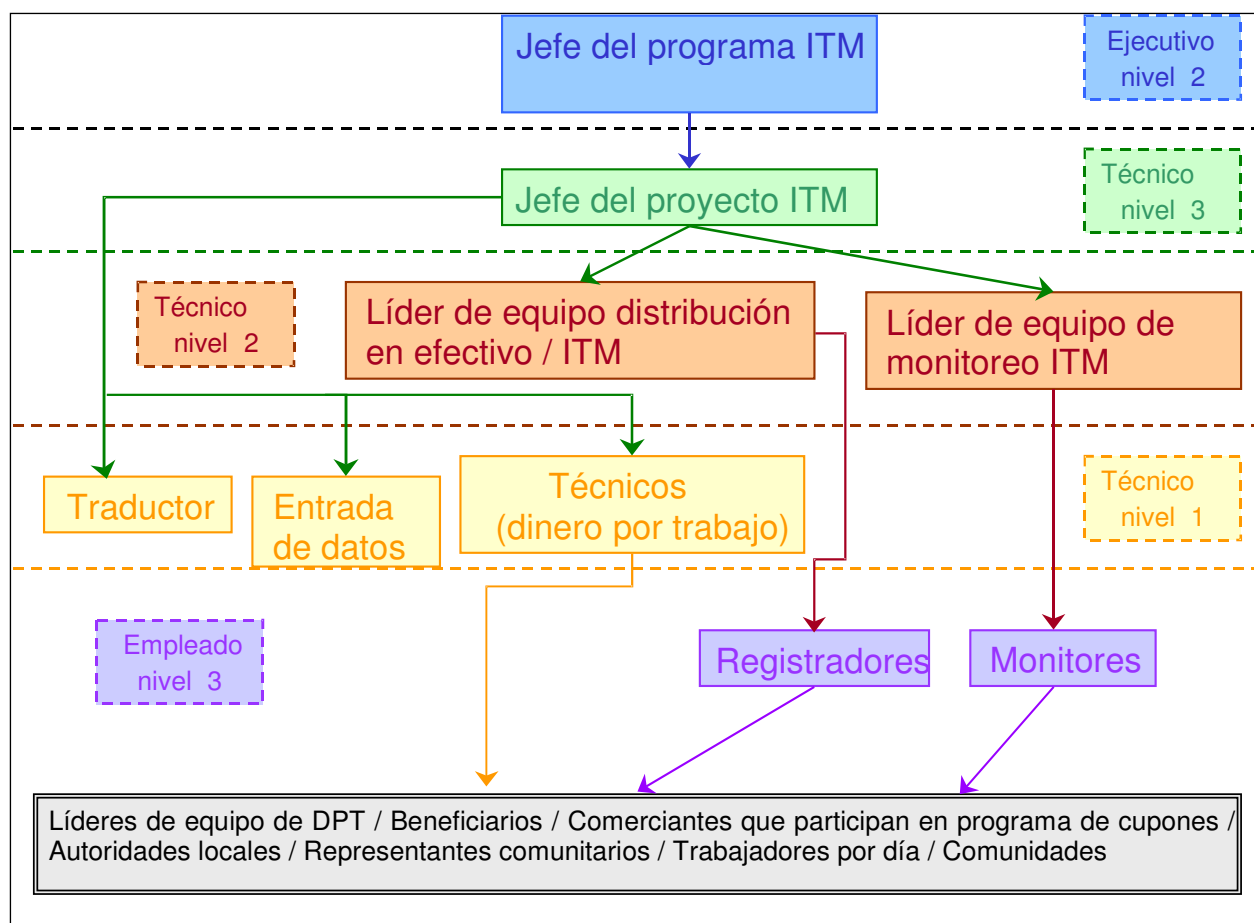 Jefe del programa ITM
Ejecutivo
nivel 2
Jefe del proyecto ITM
Técnico
nivel 3
Técnico
nivel 2
Líder de equipo distribución
en efectivo / ITM
Líder de equipo de
monitoreo ITM
Traductor
Entrada
de datos
Técnicos
(dinero por trabajo)
Técnico
nivel 1
Empleado
nivel 3
Registradores
Monitores
Líderes de equipo de DPT / Beneficiarios / Comerciantes que participan en programa de cupones /
Autoridades locales / Representantes comunitarios / Trabajadores por día / Comunidades